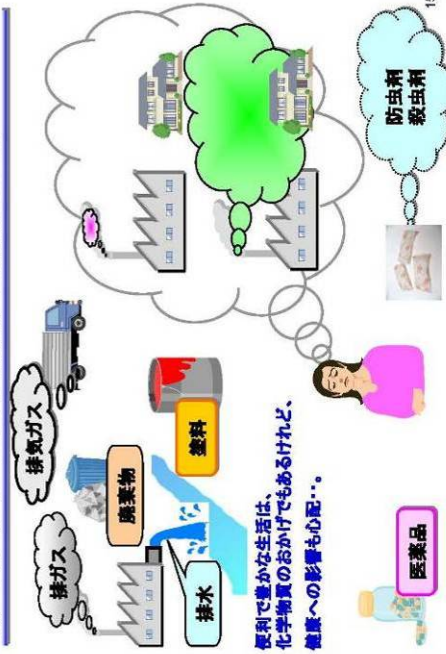 排ガス
排気ガス
廃棄物
塗料
排水
便利で豊かな生活は、
化学物質のおかげでもあるけれど、
健康への影響も心配・・。
医薬品
防虫剤
殺虫剤